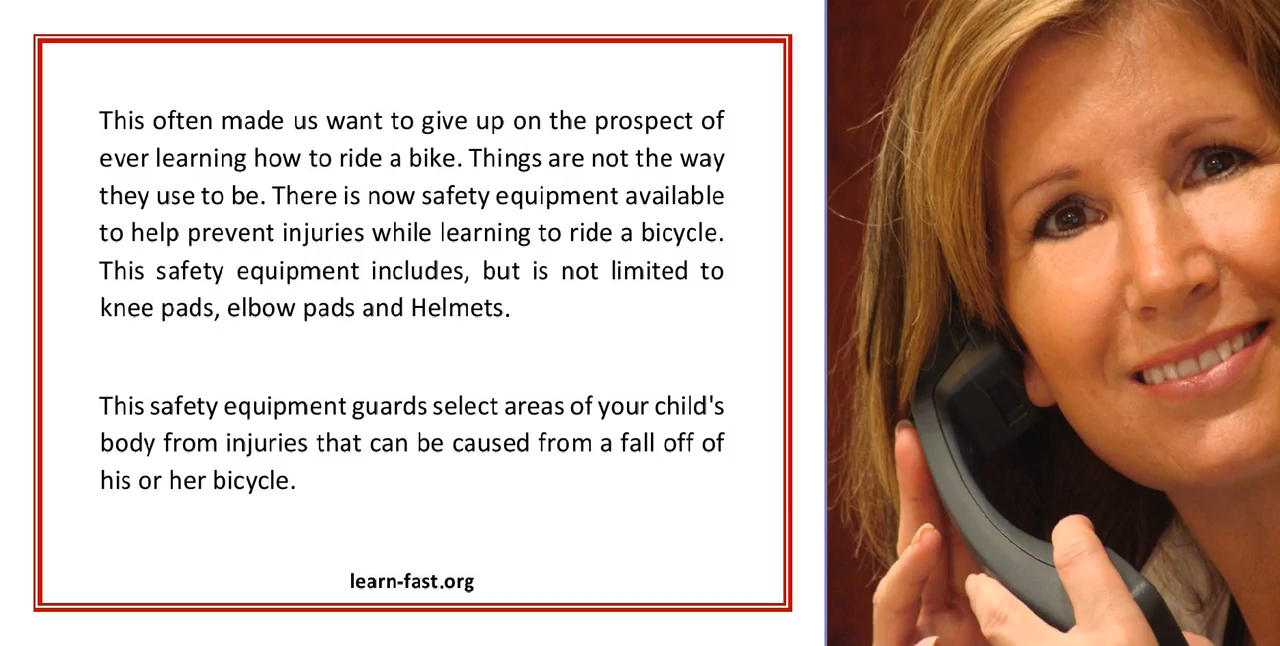 This often made us want to give up on the prospect of
ever learning how to ride a bike. Things are not the way
they use to be. There is now safety equipment available
to help prevent injuries while learning to ride a bicycle.
This safety equipment includes, but is not limited to
knee pads, elbow pads and Helmets.
This safety equipment guards select areas of your child's
body from injuries that can be caused from a fall off of
his or her bicycle.
learn-fast.org